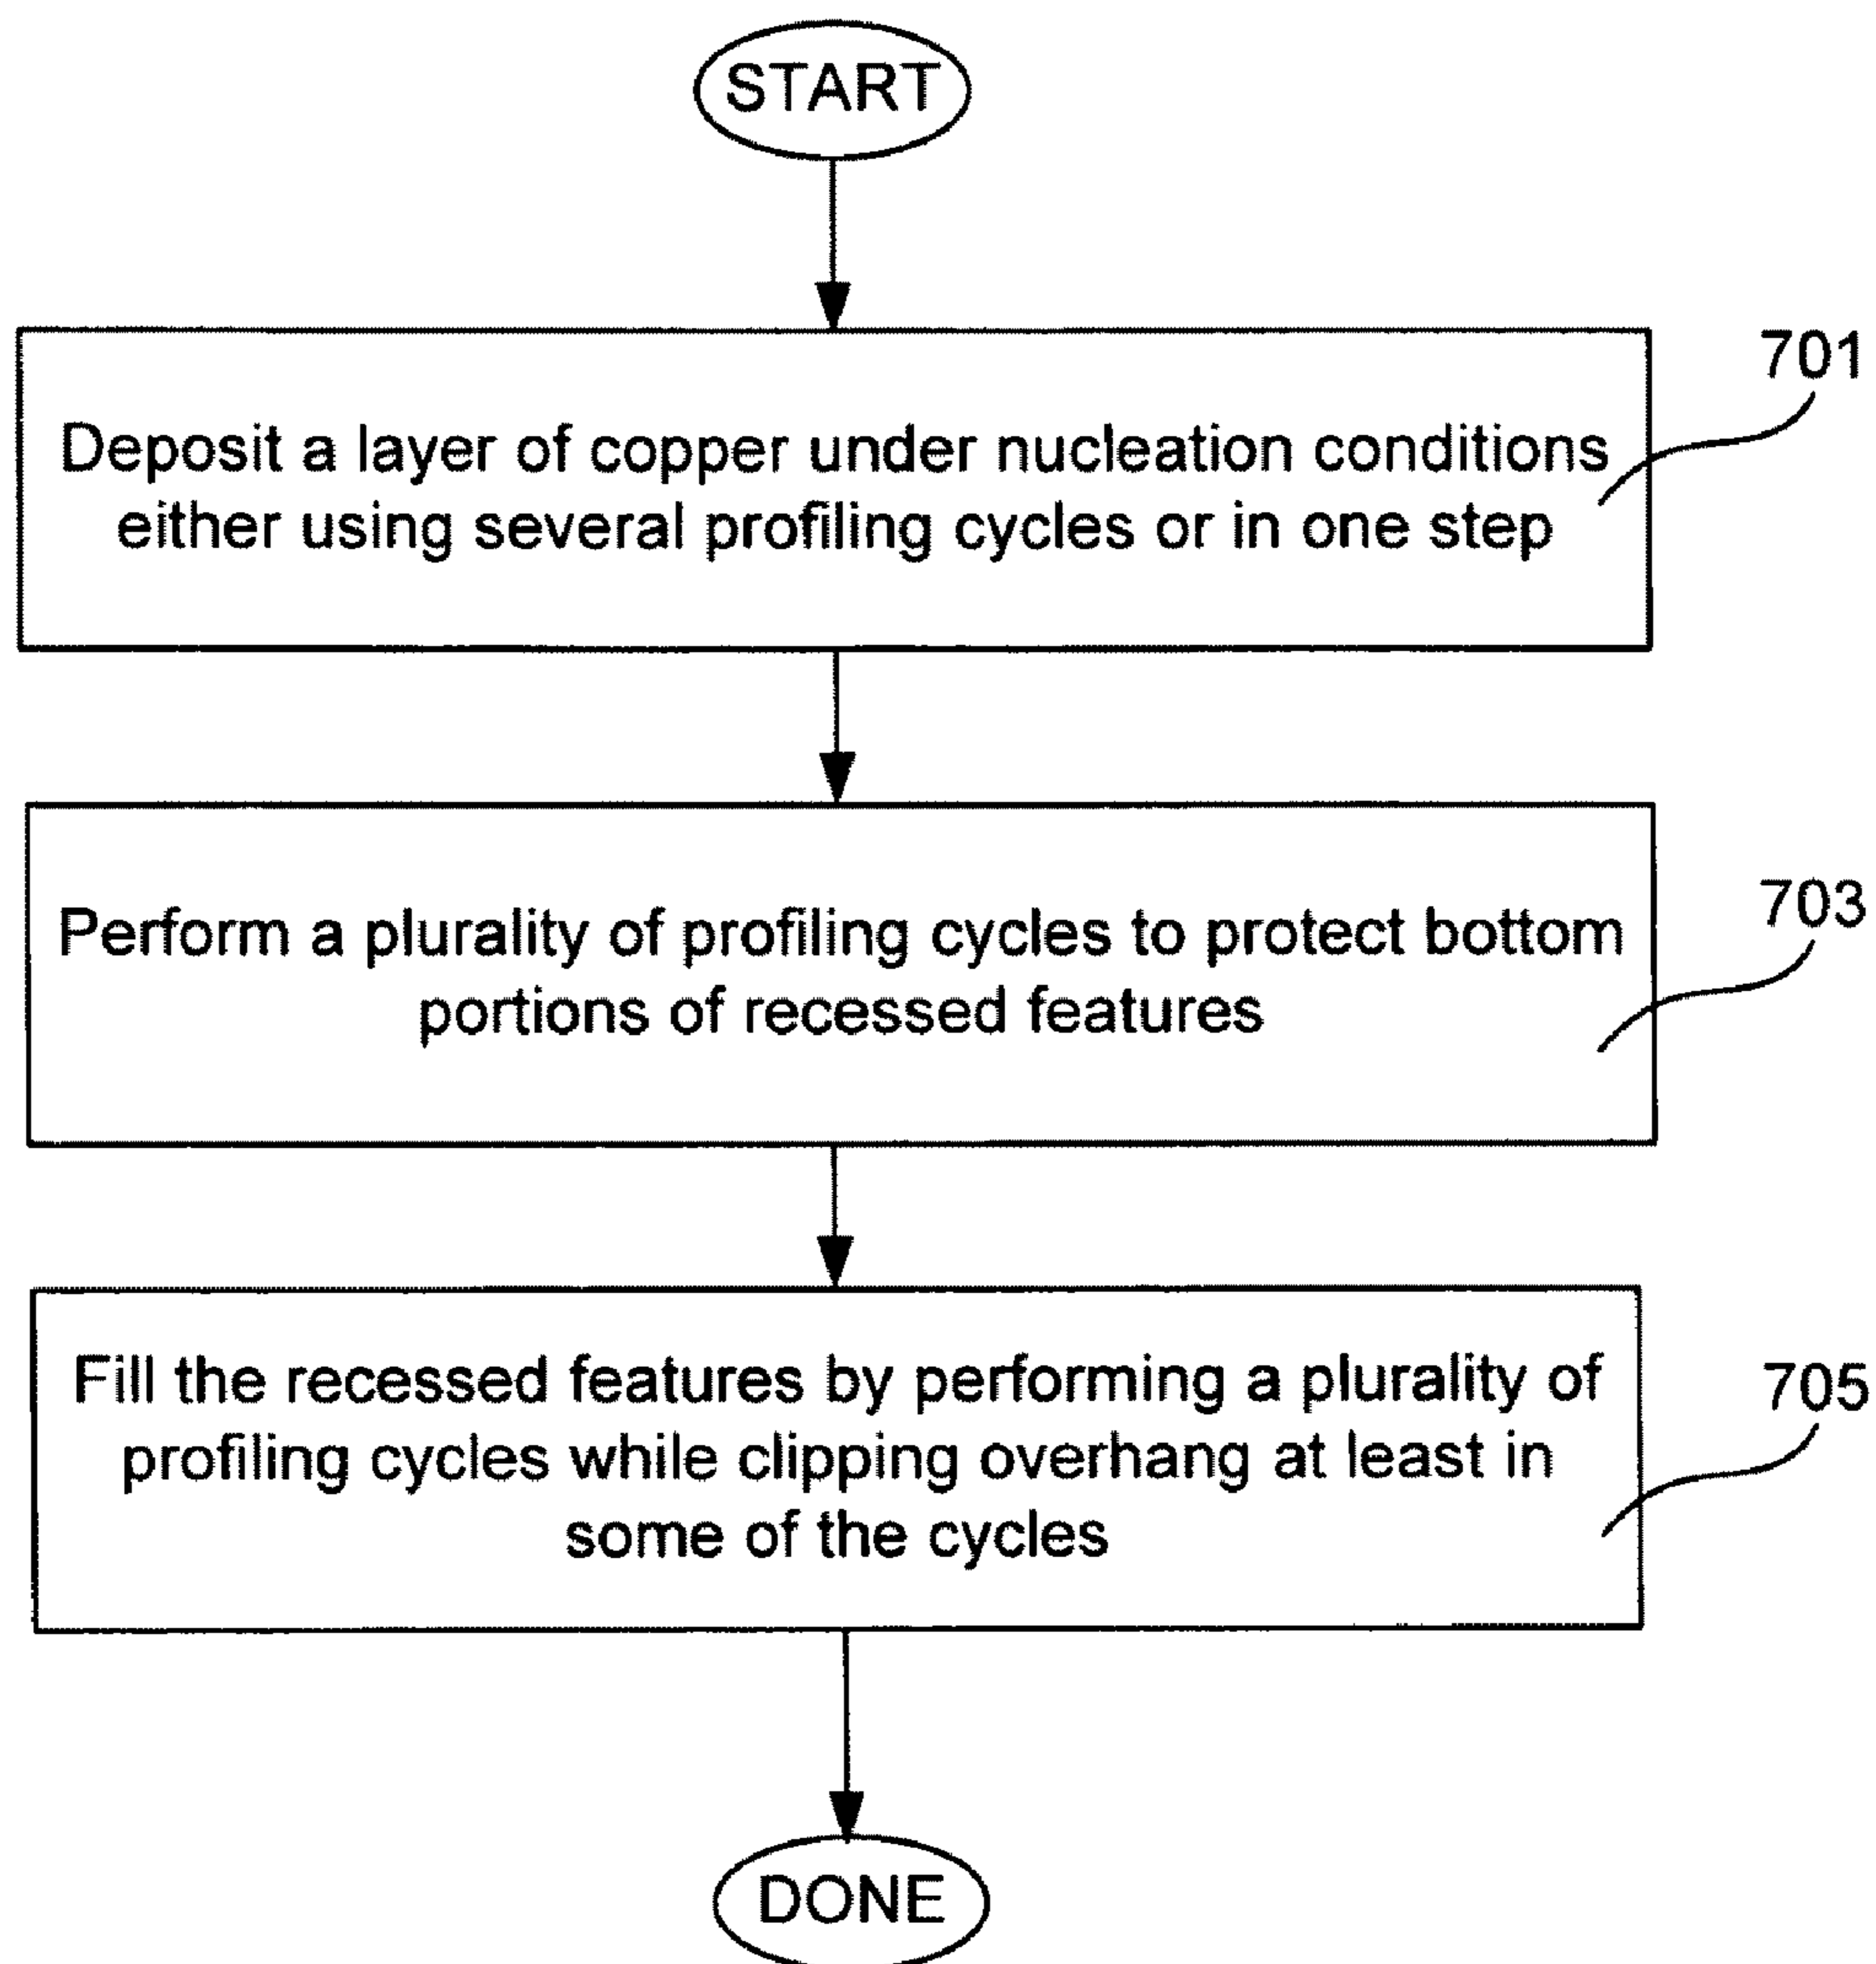 START
701
Deposit a layer of copper under nucleation conditions
either using several profiling cycles or in one step
703
Perform a plurality of profiling cycles to protect bottom
portions of recessed features
705
Fill the recessed features by performing a plurality of
profiling cycles while clipping overhang at least in
some of the cycles
DONE